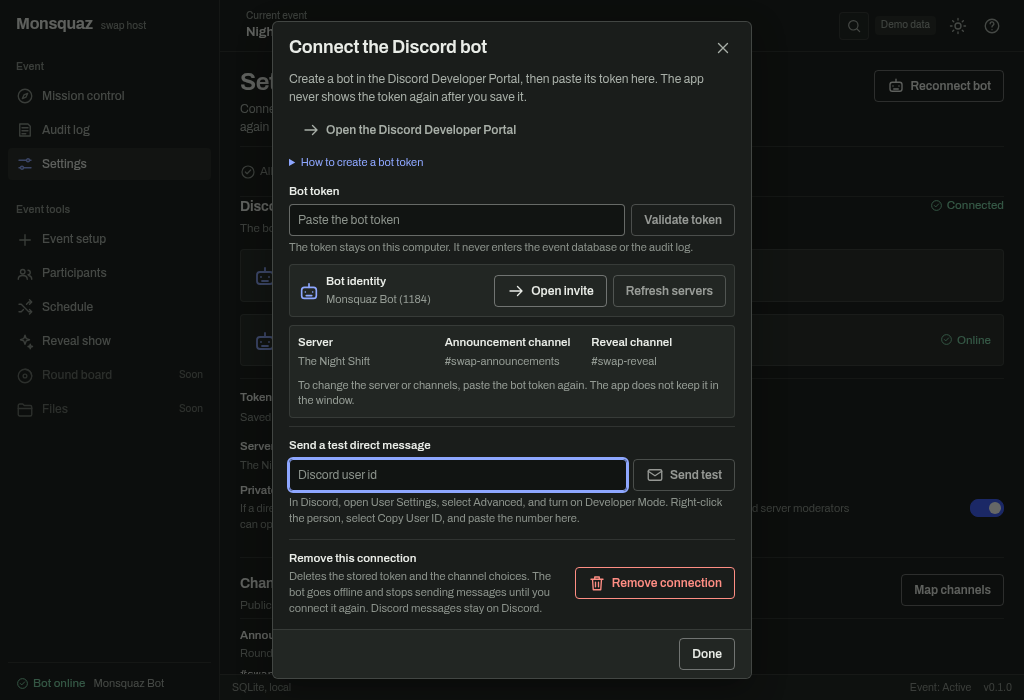 Monsquaz swap host
Event
Mission control
Audit log
Settings
Event tools
Event setup
Participants
Schedule
Reveal show
Round board Soon
Files Soon
Bot online Monsquaz Bot
Current event
Demo data
Reconnect bot
Connected
Online
Token
Saved
Private
server moderators
can op
Map channels
Public
Round
SQLite, local
Event: Active v0.1.0
Connect the Discord bot
Create a bot in the Discord Developer Portal, then paste its token here. The app
never shows the token again after you save it.
Open the Discord Developer Portal
How to create a bot token
Bot token
Paste the bot token
Validate token
The token stays on this computer. It never enters the event database or the audit log.
Bot identity
Monsquaz Bot (1184)
Open invite
Refresh servers
Server Announcement channel Reveal channel
The Night Shift #swap-announcements #swap-reveal
To change the server or channels, paste the bot token again. The app does not keep it in
the window.
Send a test direct message
Discord user id
Send test
In Discord, open User Settings, select Advanced, and turn on Developer Mode. Right-click
the person, select Copy User ID, and paste the number here.
Remove this connection
Deletes the stored token and the channel choices. The
bot goes offline and stops sending messages until you
connect it again. Discord messages stay on Discord.
Remove connection
Done